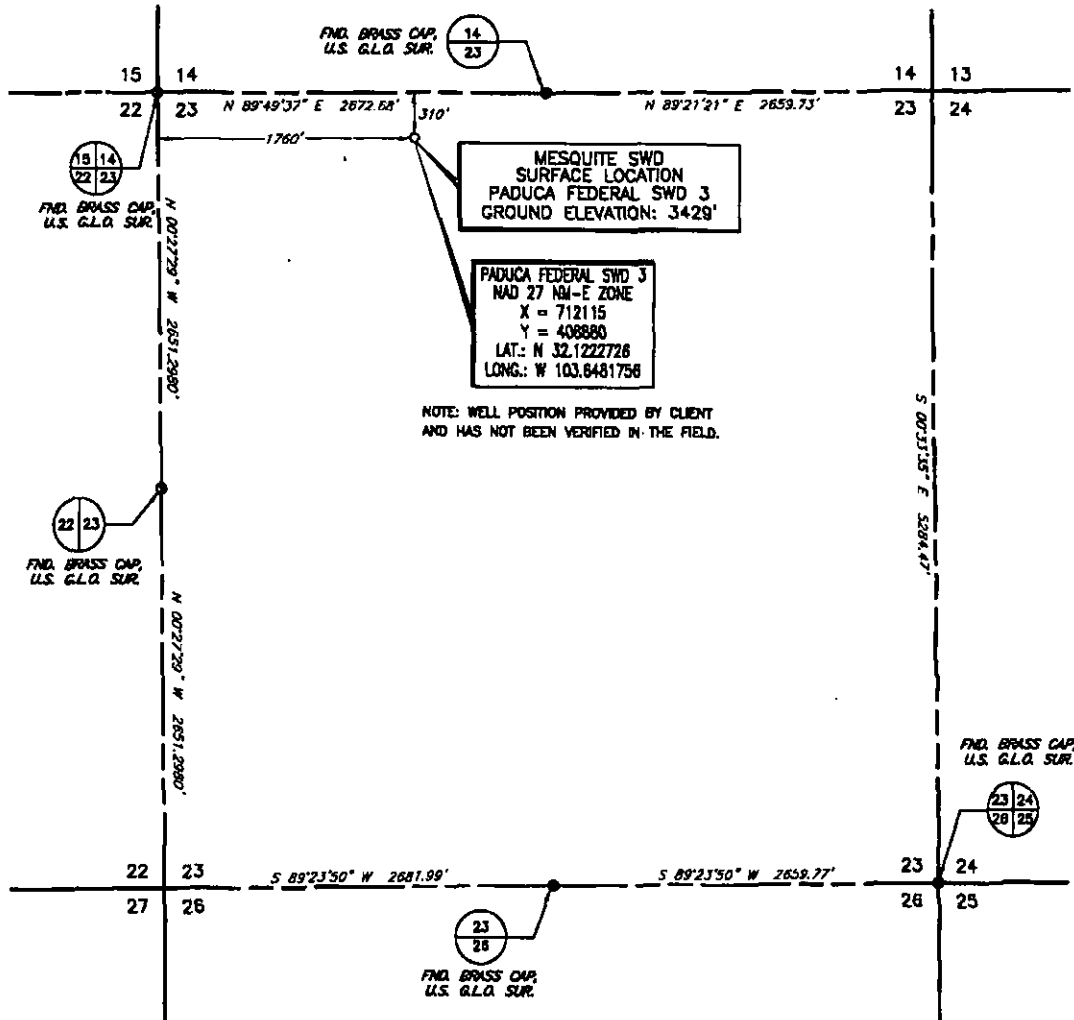 FND. BRASS CAP,
U.S. G.L.O. SUR.
14
23
15 14
22 23
14 13
23 24
N 89°49'37" E 2672.68'
N 89°21'21" E 2659.73'
310'
1760'
15 14
22 23
FND. BRASS CAP,
U.S. G.L.O. SUR.
MESQUITE SWD
SURFACE LOCATION
PADUCA FEDERAL SWD 3
GROUND ELEVATION: 3429'
N 00°27'29" W 2651.2980'
PADUCA FEDERAL SWD 3
NAD 27 NM-E ZONE
X = 712115
Y = 408880
LAT.: N 32.1222726
LONG.: W 103.6481756
NOTE: WELL POSITION PROVIDED BY CLIENT
AND HAS NOT BEEN VERIFIED IN THE FIELD.
S 00°33'35" E 5284.47'
22 23
FND. BRASS CAP,
U.S. G.L.O. SUR.
N 00°27'29" W 2651.2980'
FND. BRASS CAP,
U.S. G.L.O. SUR.
23 24
26 25
22 23
27 26
S 89°23'50" W 2681.99'
S 89°23'50" W 2659.77'
23 24
26 25
23
26
FND. BRASS CAP,
U.S. G.L.O. SUR.